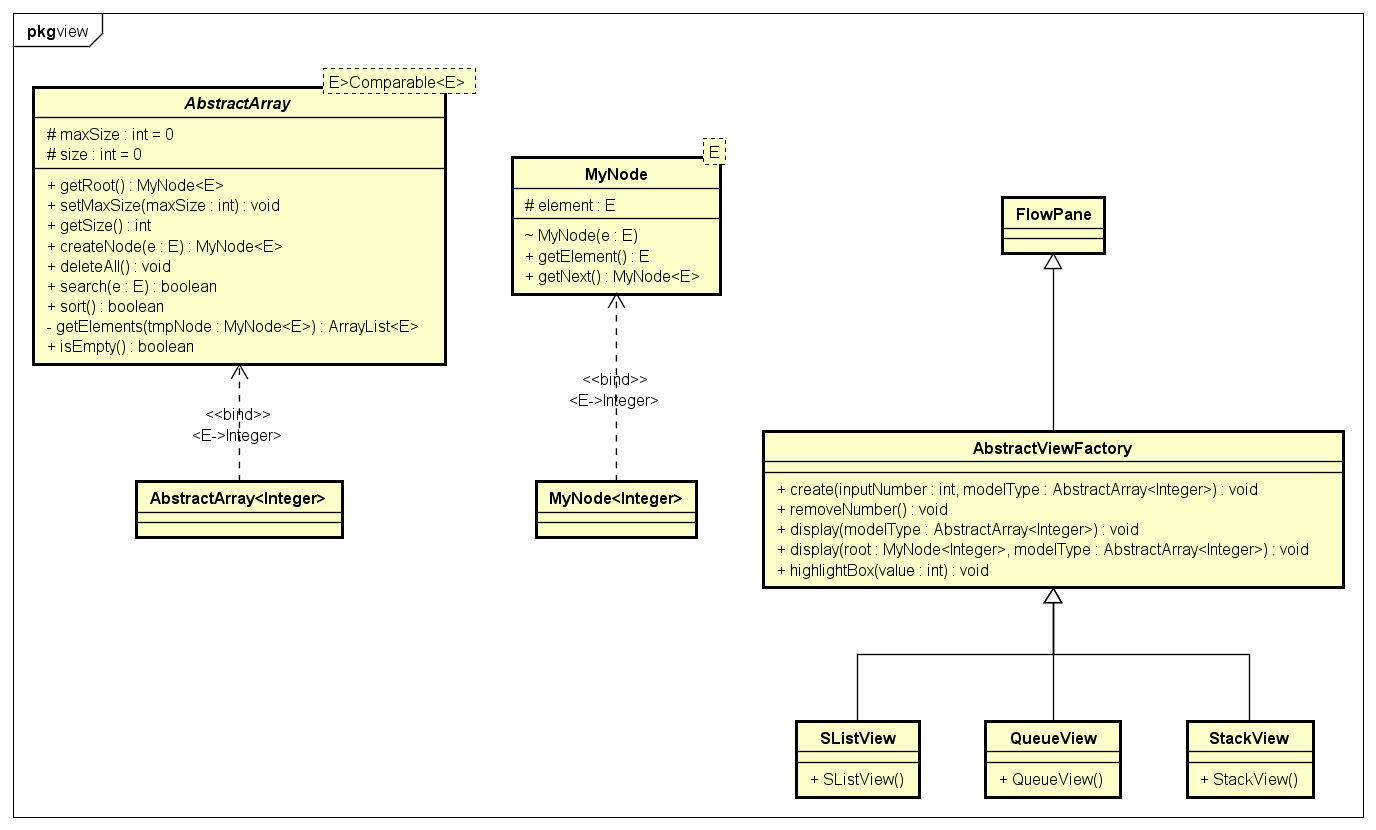 pkg view
E>Comparable<E>
AbstractArray
# maxSize : int = 0
# size : int = 0
+ getRoot() : MyNode<E>
+ setMaxSize(maxSize : int) : void
+ getSize() : int
+ createNode(e : E) : MyNode<E>
+ deleteAll() : void
+ search(e : E) : boolean
+ sort() : boolean
- getElements(tmpNode : MyNode<E>) : ArrayList<E>
+ isEmpty() : boolean
<<bind>>
<E->Integer>
AbstractArray<Integer>
E
MyNode
# element : E
~ MyNode(e : E)
+ getElement() : E
+ getNext() : MyNode<E>
<<bind>>
<E->Integer>
MyNode<Integer>
FlowPane
AbstractViewFactory
+ create(inputNumber : int, modelType : AbstractArray<Integer>) : void
+ removeNumber() : void
+ display(modelType : AbstractArray<Integer>) : void
+ display(root : MyNode<Integer>, modelType : AbstractArray<Integer>) : void
+ highlightBox(value : int) : void
SListView
+ SListView()
QueueView
+ QueueView()
StackView
+ StackView()